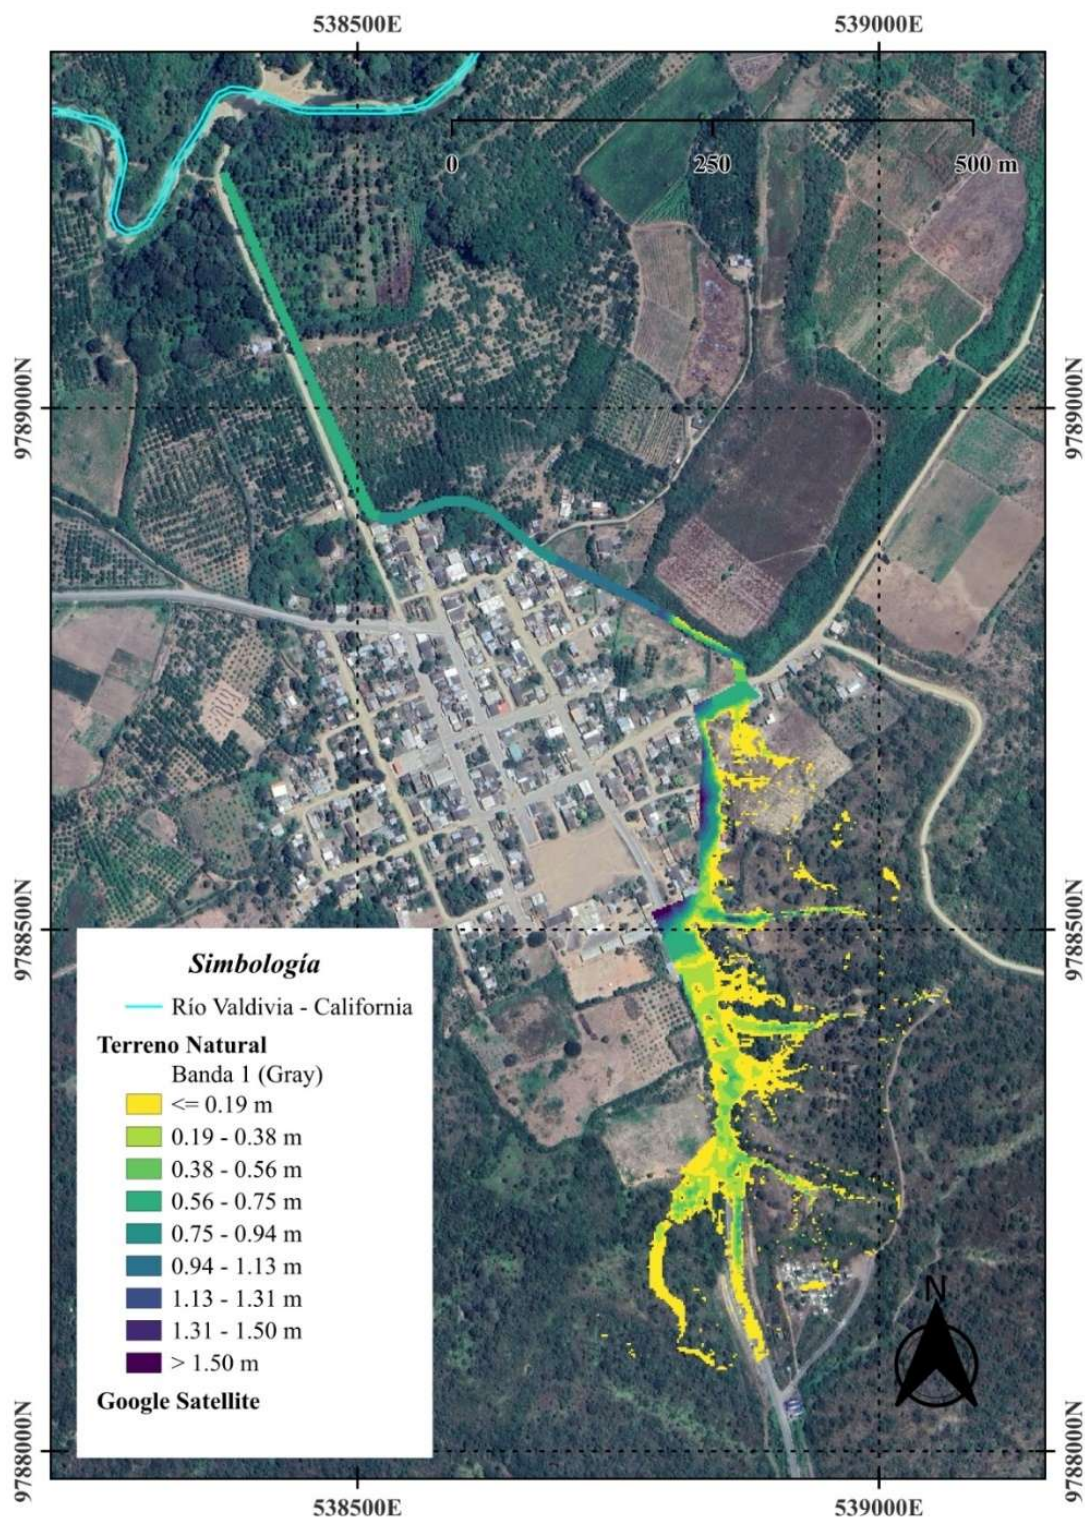 538500E
539000E
0
250
500 m
9789000N
9789000N
9788500N
9788500N
Simbología
Río Valdivia - California
Terreno Natural
Banda 1 (Gray)
<= 0.19 m
0.19 - 0.38 m
0.38 - 0.56 m
0.56 - 0.75 m
0.75 - 0.94 m
0.94 - 1.13 m
1.13 - 1.31 m
1.31 - 1.50 m
> 1.50 m
Google Satellite
N
9788000N
9788000N
538500E
539000E